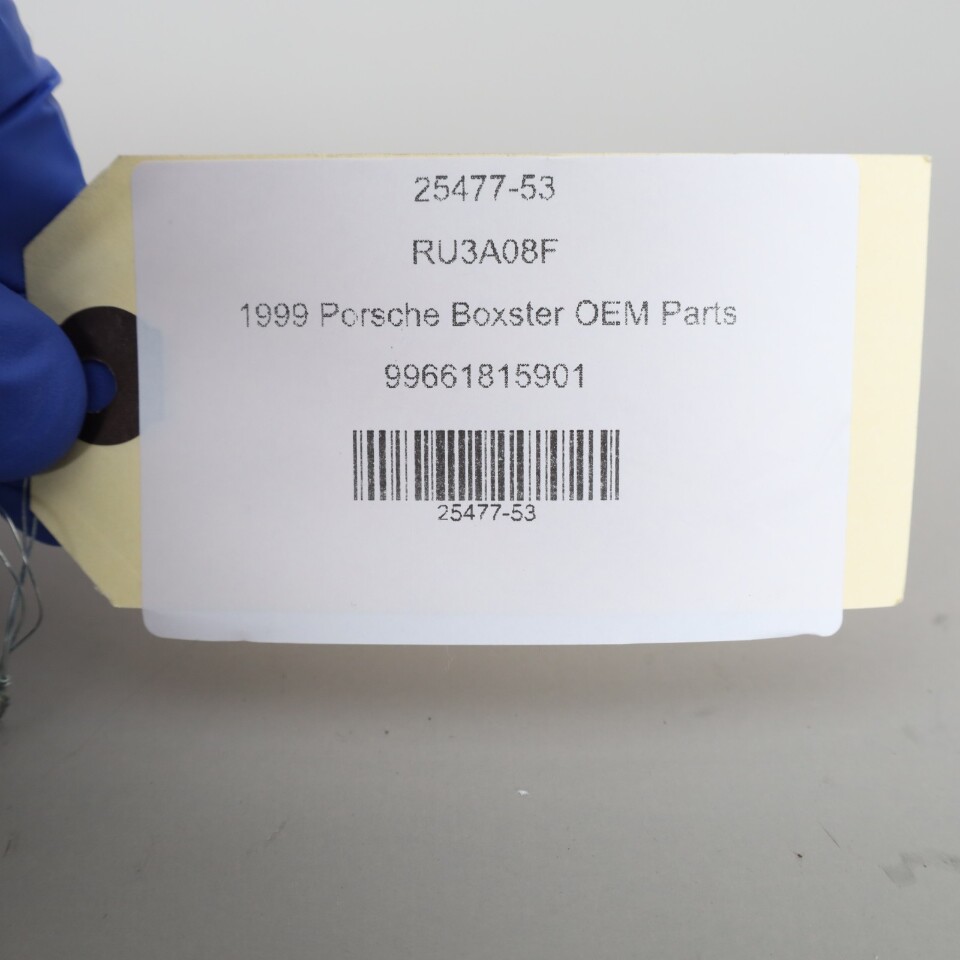 25477-53
RU3A08F
1999 Porsche Boxster OEM Parts
99661815901
25477-53